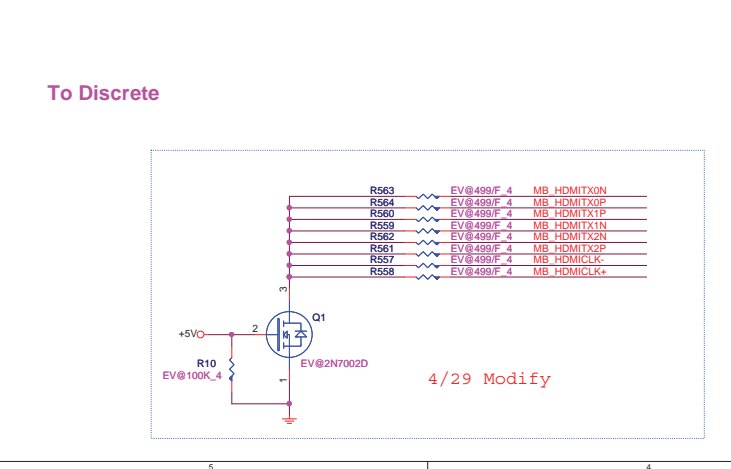 To Discrete
R563 EV@499/F_4 MB_HDMITX0N
R564 EV@499/F_4 MB_HDMITX0P
R560 EV@499/F_4 MB_HDMITX1P
R559 EV@499/F_4 MB_HDMITX1N
R562 EV@499/F_4 MB_HDMITX2N
R561 EV@499/F_4 MB_HDMITX2P
R557 EV@499/F_4 MB_HDMICLK-
R558 EV@499/F_4 MB_HDMICLK+
3
Q1
+5V 2
R10 EV@2N7002D
EV@100K_4
1
4/29 Modify
5 4